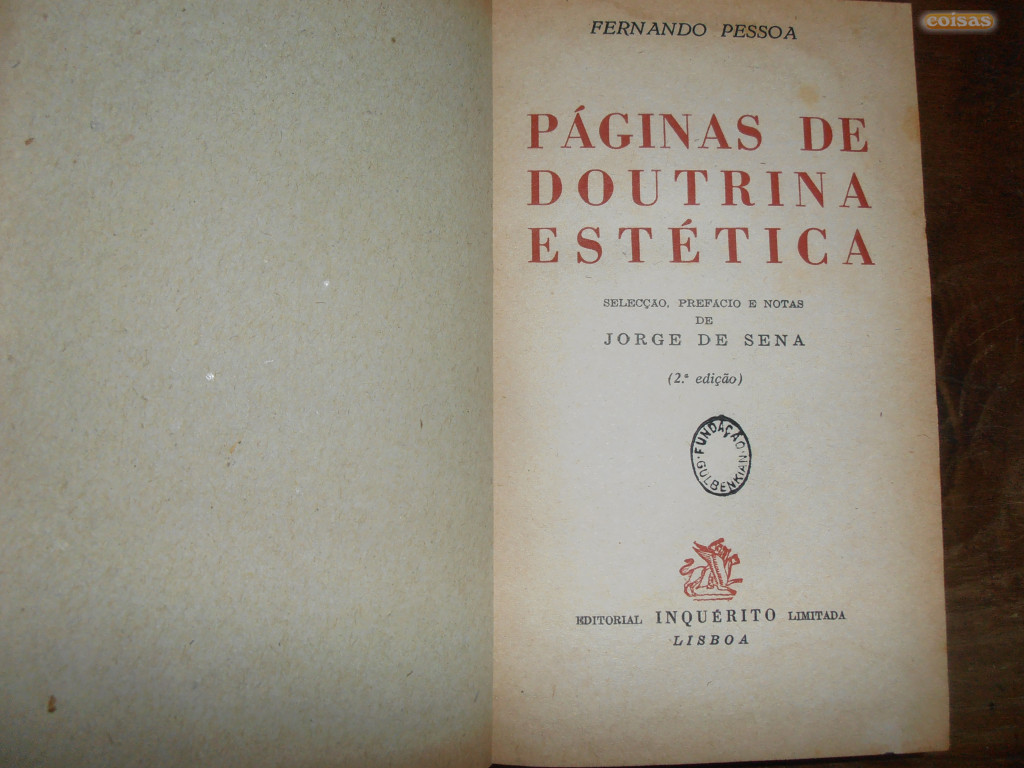 coisas
FERNANDO PESSOA
PÁGINAS DE
DOUTRINA
ESTÉTICA
SELECÇÃO, PREFÁCIO E NOTAS
DE
JORGE DE SENA
(2.ª edição)
FUNDAÇÃO
GULBENKIAN
EDITORIAL INQUÉRITO LIMITADA
LISBOA